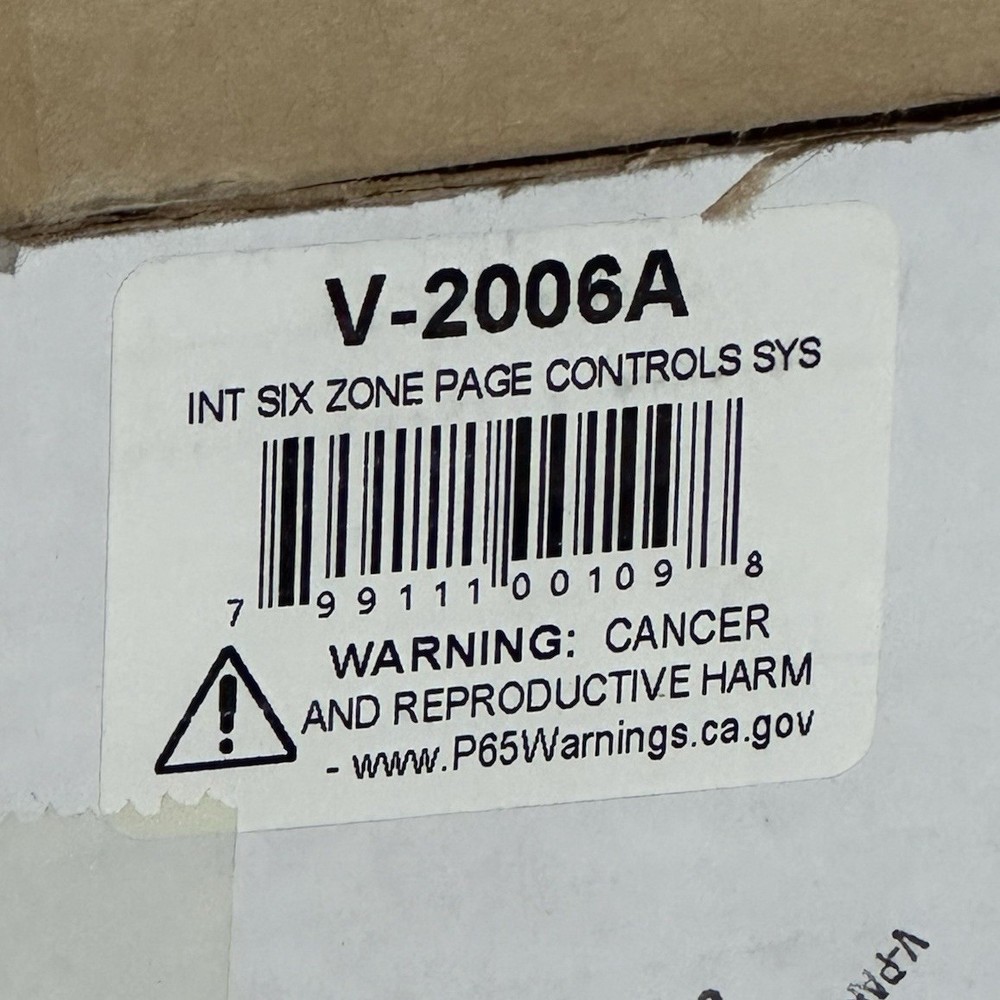 V-2006A
INT SIX ZONE PAGE CONTROLS SYS
7 99111 00109 8
WARNING: CANCER
AND REPRODUCTIVE HARM
- www.P65Warnings.ca.gov